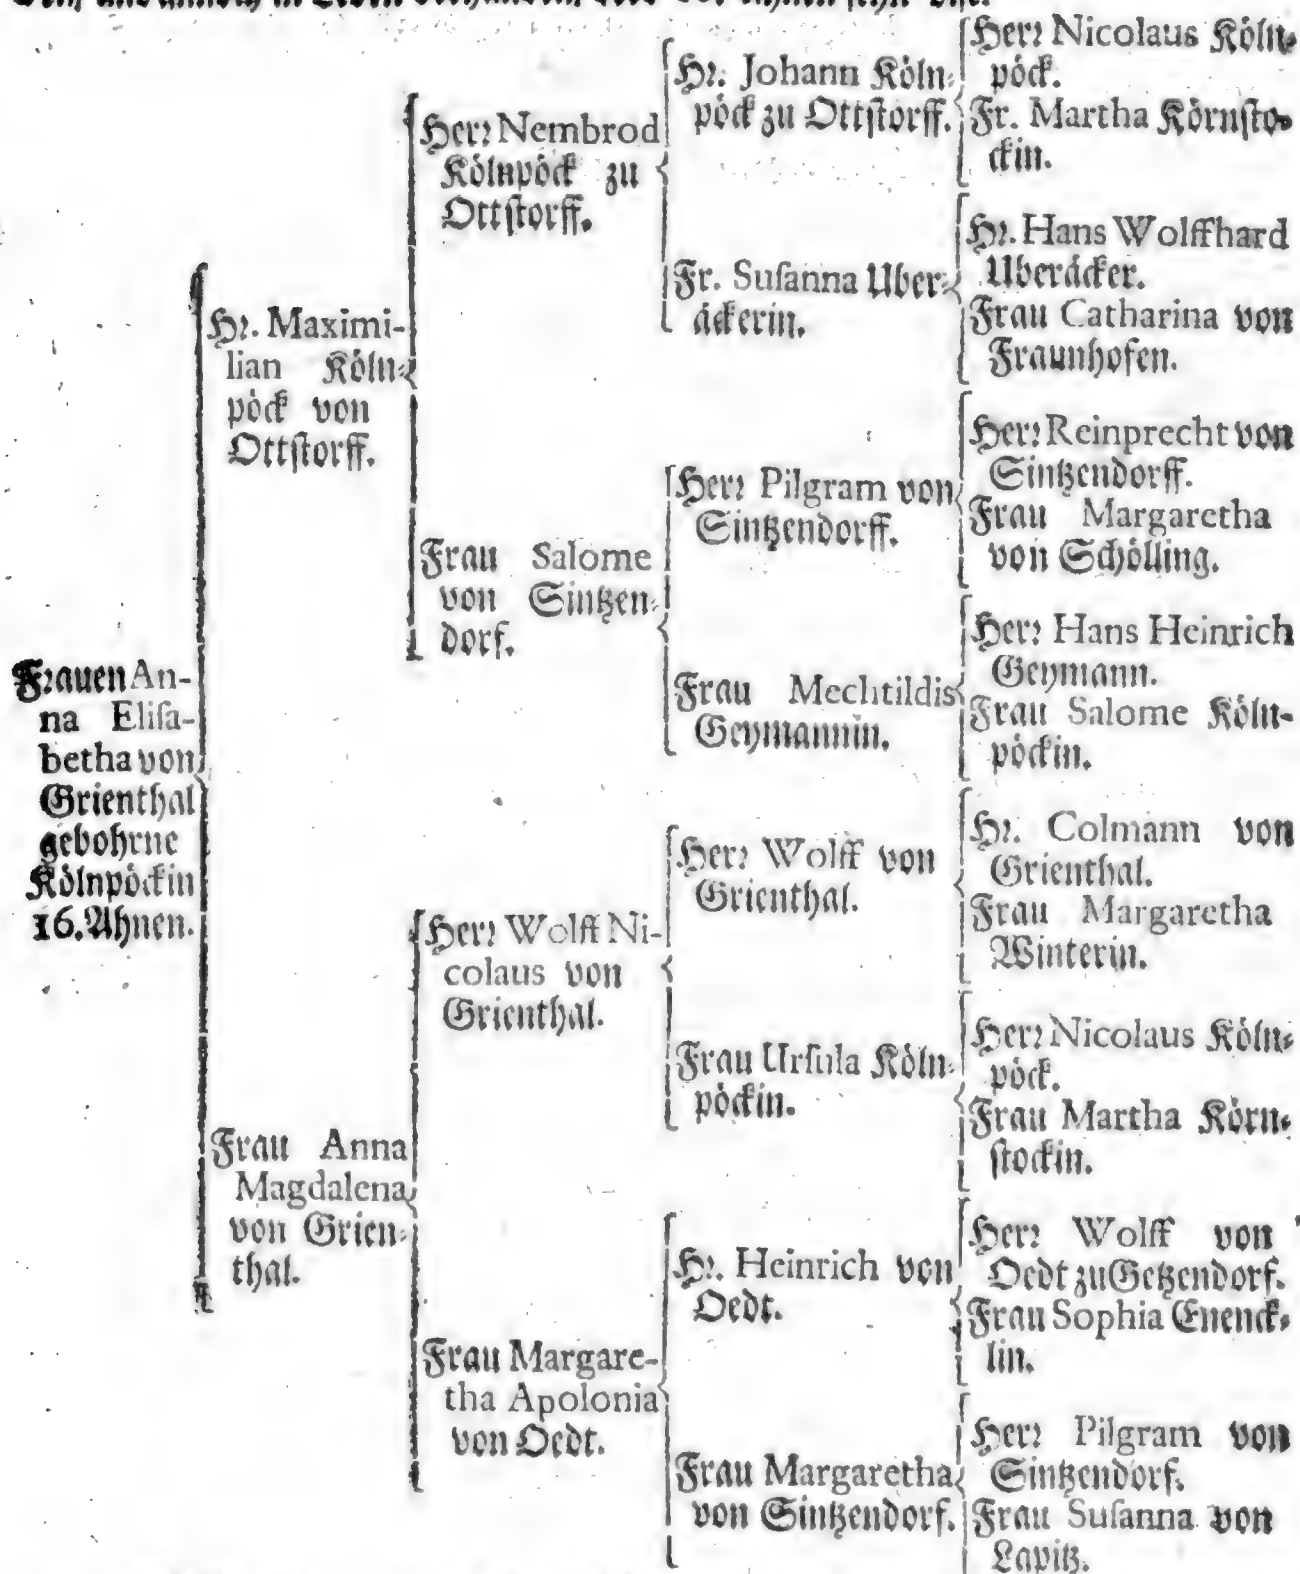 Frauen An-
na Elisa-
betha von
Grienthal
gebohrne
Kölnpöckin
16. Ahnen.
Hr. Maximi-
lian Köln-
pöck von
Ottstorff.
Frau Anna
Magdalena
von Grien-
thal.
Herr Nembrod
Kölnpöck zu
Ottstorff.
Frau Salome
von Sintzen-
dorf.
Herr Wolff Ni-
colaus von
Grienthal.
Frau Margare-
tha Apolonia
von Oedt.
Hr. Johann Köln-
pöck zu Ottstorff.
Fr. Susanna Uber-
äckerin.
Herr Pilgram von
Sintzendorff.
Frau Mechtildis
Geymannin.
Herr Wolff von
Grienthal.
Frau Ursula Köln-
pöckin.
Hr. Heinrich von
Oedt.
Frau Margaretha
von Sintzendorf.
Herr Nicolaus Köln-
pöck.
Fr. Martha Körnsto-
ckin.
Hr. Hans Wolffhard
Uberäcker.
Frau Catharina von
Fraunhofen.
Herr Reinprecht von
Sintzendorff.
Frau Margaretha
von Schölling.
Herr Hans Heinrich
Geymann.
Frau Salome Köln-
pöckin.
Hr. Colmann von
Grienthal.
Frau Margaretha
Winterin.
Herr Nicolaus Köln-
pöck.
Frau Martha Körn-
stockin.
Herr Wolff von
Oedt zu Getzendorf.
Frau Sophia Enenck-
lin.
Herr Pilgram von
Sintzendorf.
Frau Susanna von
Lapitz.